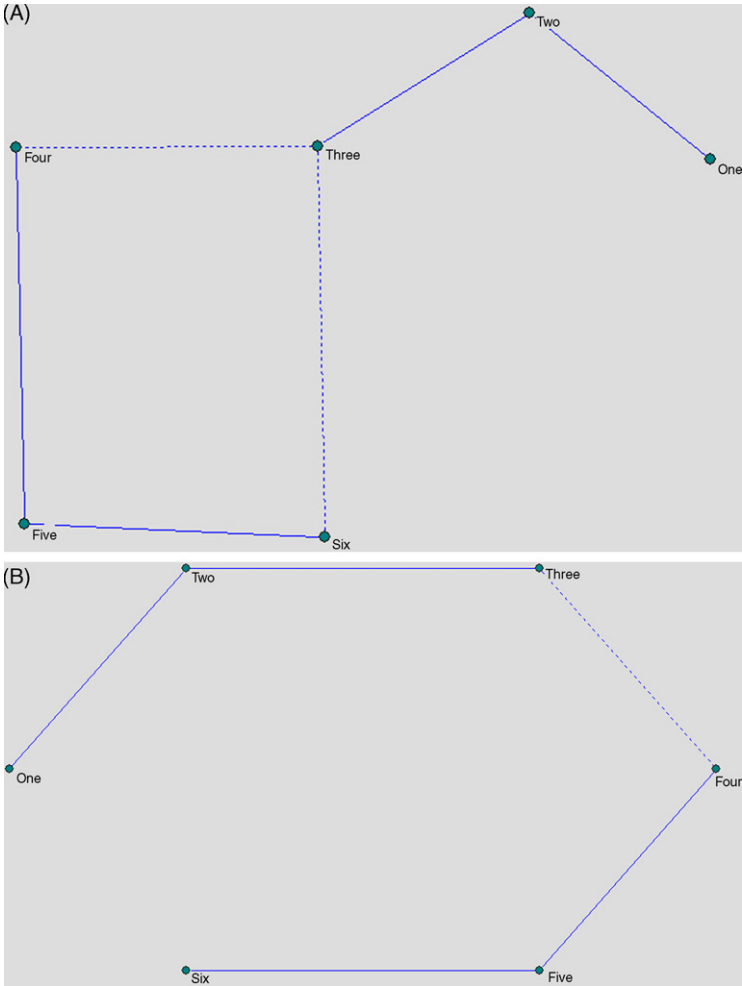 (A)
Two
Four
Three
One
Five
Six
(B)
Two
Three
One
Four
Six
Five